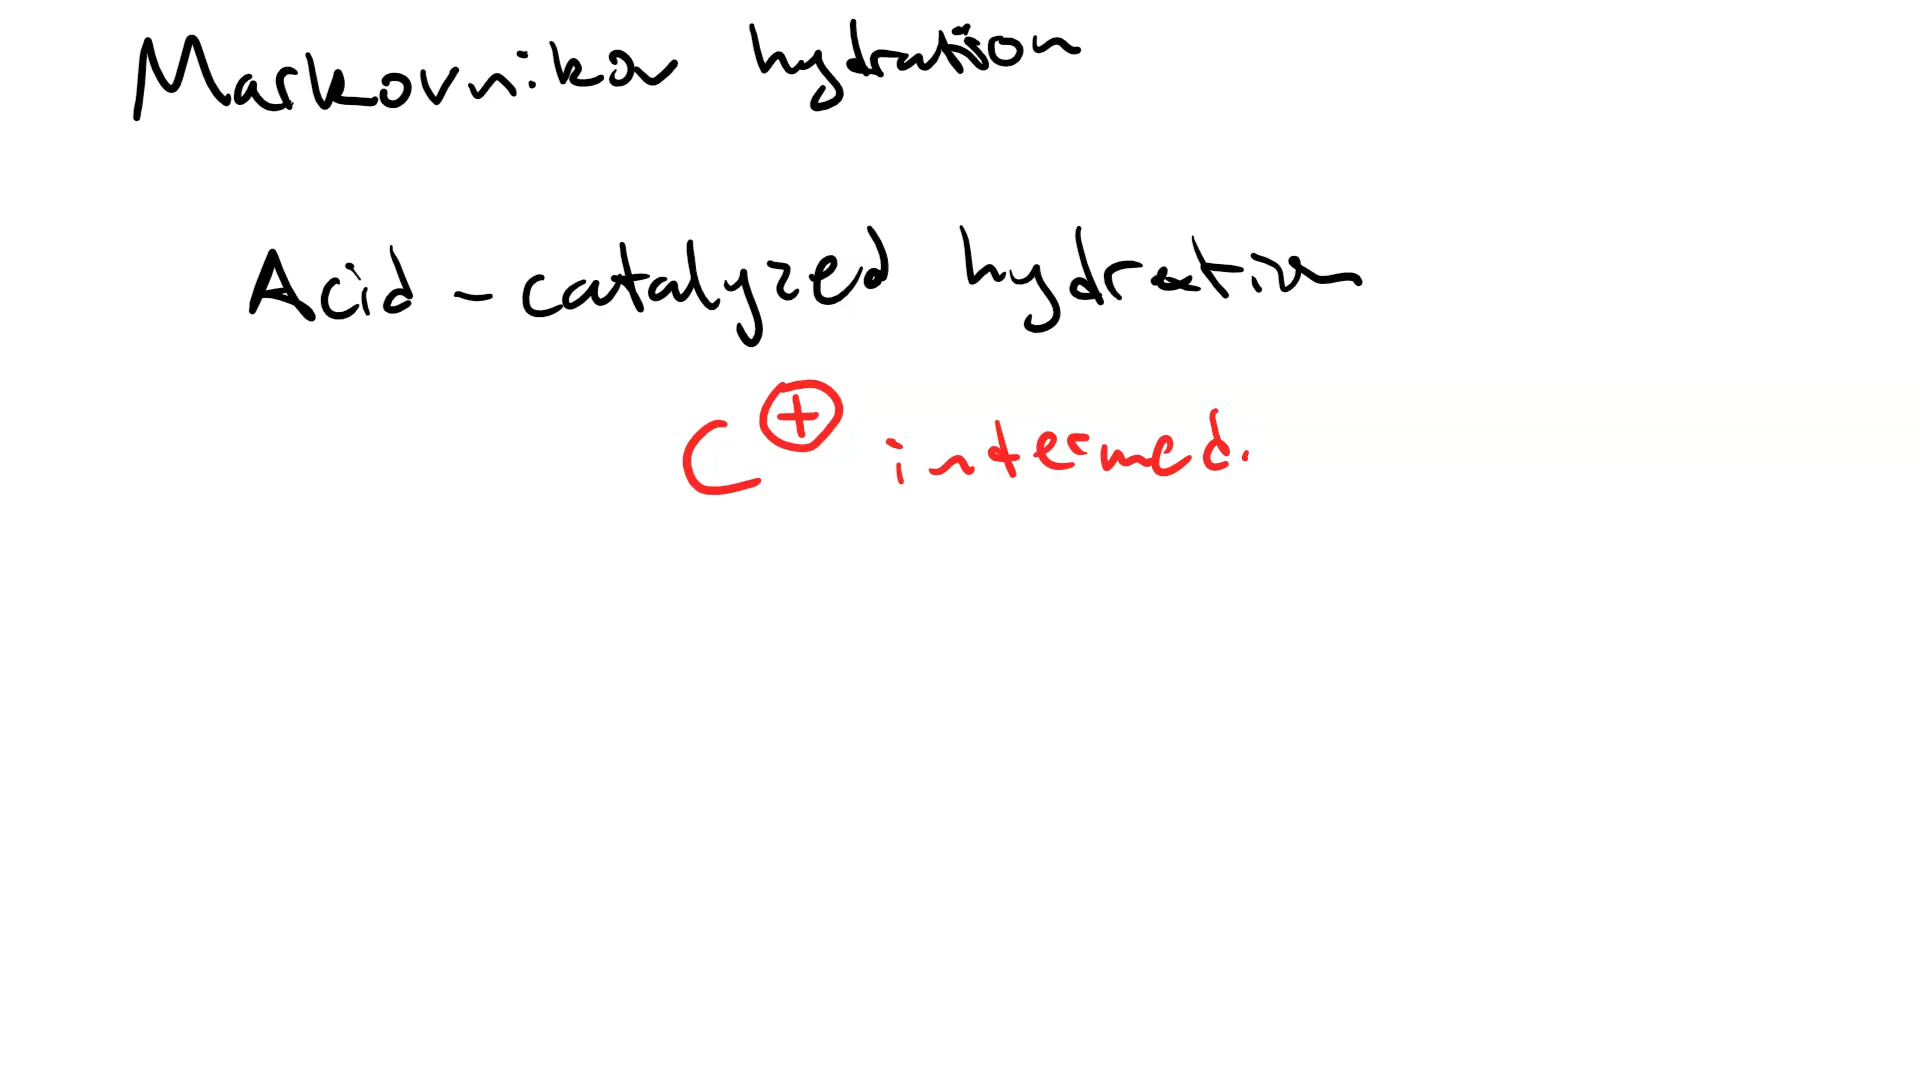 Markovnikov hydration
Acid-catalyzed hydration
C⊕ intermed.